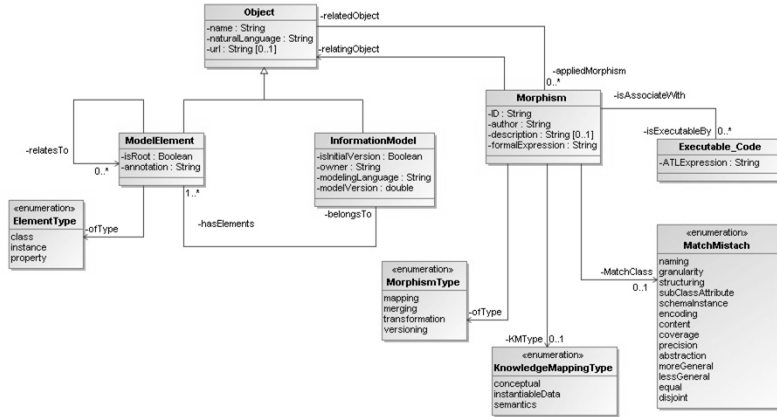 Object
-name : String
-naturalLanguage : String
-url : String [0..1]
-relatedObject
-relatingObject
-appliedMorphism
0..*
Morphism
-ID : String
-author : String
-description : String [0..1]
-formalExpression : String
-isAssociateWith
-isExecutableBy
0..*
Executable_Code
-ATLExpression : String
-relatesTo
0..*
ModelElement
-isRoot : Boolean
-annotation : String
1..*
InformationModel
-isInitialVersion : Boolean
-owner : String
-modelingLanguage : String
-modelVersion : double
-hasElements
-belongsTo
«enumeration»
ElementType
class
instance
property
-ofType
«enumeration»
MorphismType
mapping
merging
transformation
versioning
-ofType
-KMType
0..1
«enumeration»
KnowledgeMappingType
conceptual
instantiableData
semantics
-MatchClass
0..1
«enumeration»
MatchMistach
naming
granularity
structuring
subClassAttribute
schemaInstance
encoding
content
coverage
precision
abstraction
moreGeneral
lessGeneral
equal
disjoint